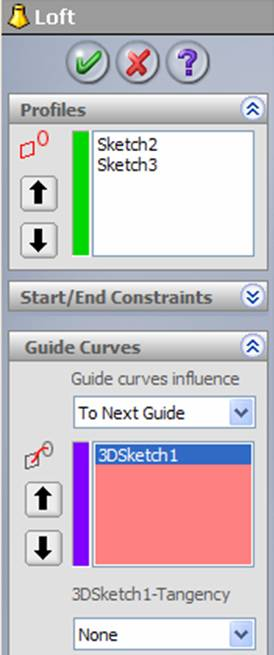 Loft
?
Profiles
Sketch2
Sketch3
Start/End Constraints
Guide Curves
Guide curves influence
To Next Guide
3DSketch1
3DSketch1-Tangency
None